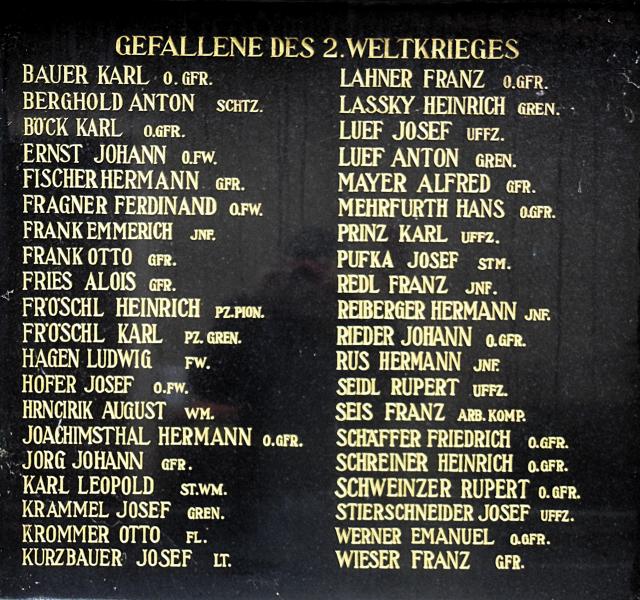 GEFALLENE DES 2.WELTKRIEGES
BAUER KARL O.GFR.
BERGHOLD ANTON SCHTZ.
BÖCK KARL O.GFR.
ERNST JOHANN O.FW.
FISCHER HERMANN GFR.
FRAGNER FERDINAND O.FW.
FRANK EMMERICH JNF.
FRANK OTTO GFR.
FRIES ALOIS GFR.
FRÖSCHL HEINRICH PZ.PION.
FRÖSCHL KARL PZ.GREN.
HAGEN LUDWIG FW.
HOFER JOSEF O.FW.
HRNCIRIK AUGUST WM.
JOACHIMSTHAL HERMANN O.GFR.
JORG JOHANN GFR.
KARL LEOPOLD ST.WM.
KRAMMEL JOSEF GREN.
KROMMER OTTO FL.
KURZBAUER JOSEF LT.
LAHNER FRANZ O.GFR.
LASSKY HEINRICH GREN.
LUEF JOSEF UFFZ.
LUEF ANTON GREN.
MAYER ALFRED GFR.
MEHRFURTH HANS O.GFR.
PRINZ KARL UFFZ.
PUFKA JOSEF STM.
REDL FRANZ JNF.
REIBERGER HERMANN JNF.
RIEDER JOHANN O.GFR.
RUS HERMANN JNF.
SEIDL RUPERT UFFZ.
SEIS FRANZ ARB.KOMP.
SCHÄFFER FRIEDRICH O.GFR.
SCHREINER HEINRICH O.GFR.
SCHWEINZER RUPERT O.GFR.
STIERSCHNEIDER JOSEF UFFZ.
WERNER EMANUEL O.GFR.
WIESER FRANZ GFR.